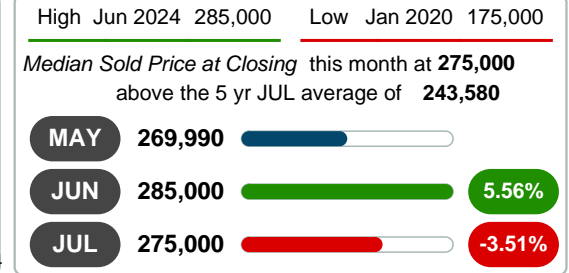 High Jun 2024 285,000 Low Jan 2020 175,000
Median Sold Price at Closing this month at 275,000
above the 5 yr JUL average of 243,580
MAY 269,990
JUN 285,000 5.56%
JUL 275,000 -3.51%